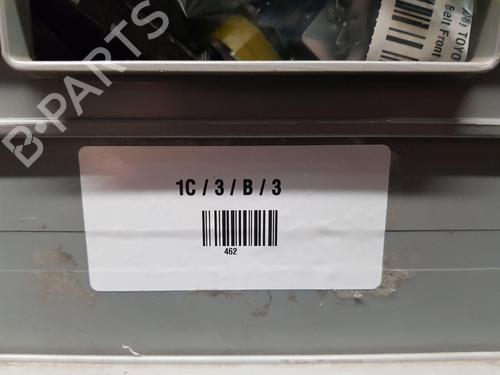 B-PARTS
TOYO
Belt Front
1C / 3 / B / 3
462